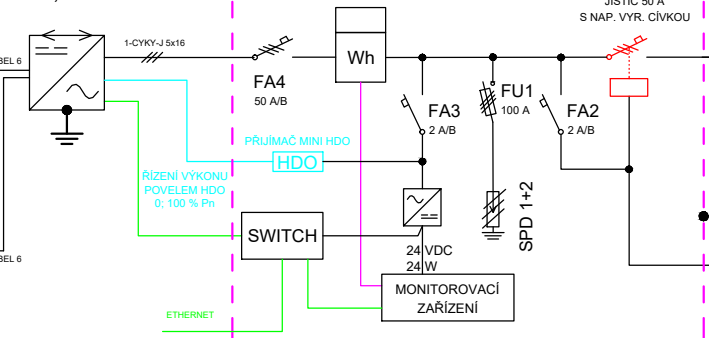 JISTIČ 50 A
S NAP. VYR. CÍVKOU
1-CYKY-J 5x16
BEL 6
Wh
FA4
50 A/B
FA3
2 A/B
FU1
100 A
FA2
2 A/B
PŘIJÍMAČ MINI HDO
HDO
ŘÍZENÍ VÝKONU
POVELEM HDO
0; 100 % Pn
SPD 1+2
SWITCH
24 VDC
24 W
BEL 6
MONITOROVACÍ
ZAŘÍZENÍ
ETHERNET